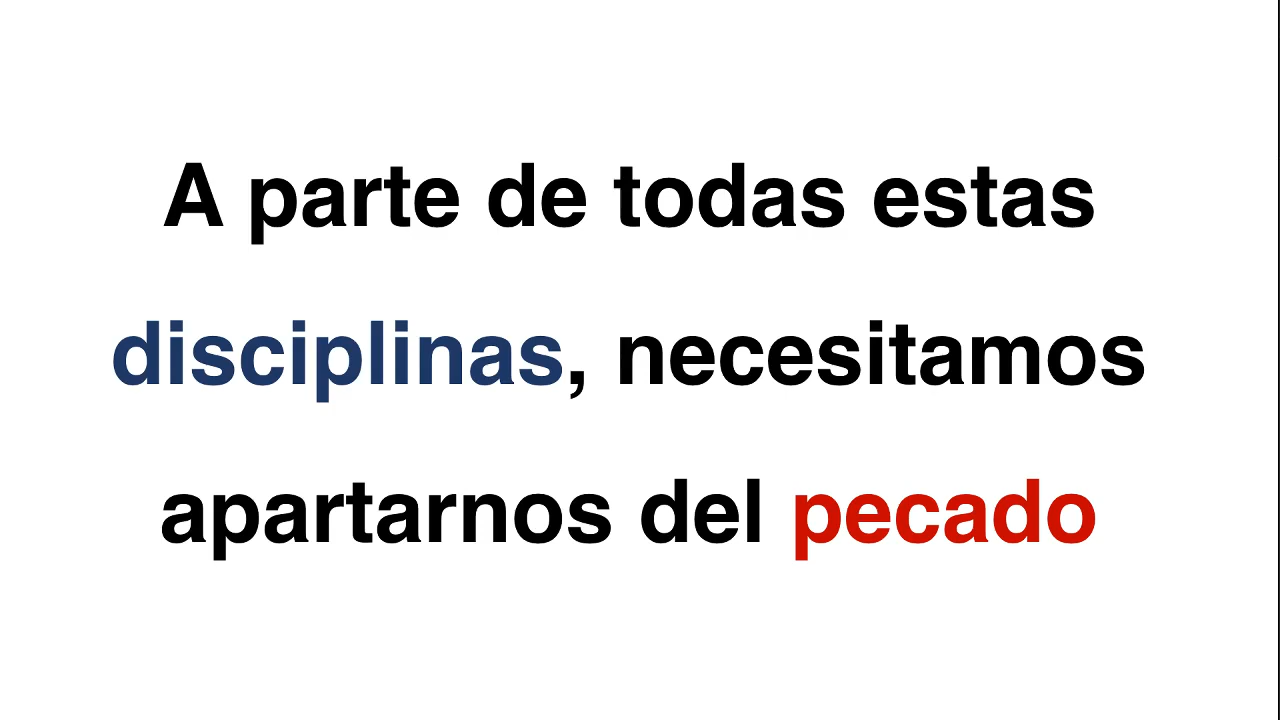 A parte de todas estas
disciplinas, necesitamos
apartarnos del pecado